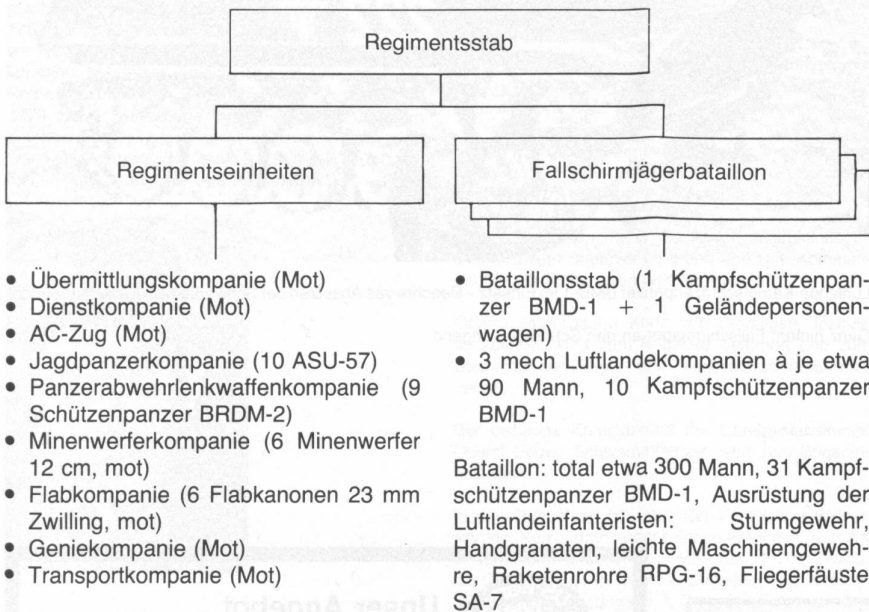 Regimentsstab
Regimentseinheiten
Fallschirmjägerbataillon
• Übermittlungskompanie (Mot)
• Dienstkompanie (Mot)
• AC-Zug (Mot)
• Jagdpanzerkompanie (10 ASU-57)
• Panzerabwehrlenkwaffenkompanie (9
Schützenpanzer BRDM-2)
• Minenwerferkompanie (6 Minenwerfer
12 cm, mot)
• Flabkompanie (6 Flabkanonen 23 mm
Zwilling, mot)
• Geniekompanie (Mot)
• Transportkompanie (Mot)
• Bataillonsstab (1 Kampfschützenpan-
zer BMD-1 + 1 Geländepersonen-
wagen)
• 3 mech Luftlandekompanien à je etwa
90 Mann, 10 Kampfschützenpanzer
BMD-1
Bataillon: total etwa 300 Mann, 31 Kampf-
schützenpanzer BMD-1, Ausrüstung der
Luftlandeinfanteristen: Sturmgewehr,
Handgranaten, leichte Maschinengeweh-
re, Raketenrohre RPG-16, Fliegerfäuste
SA-7